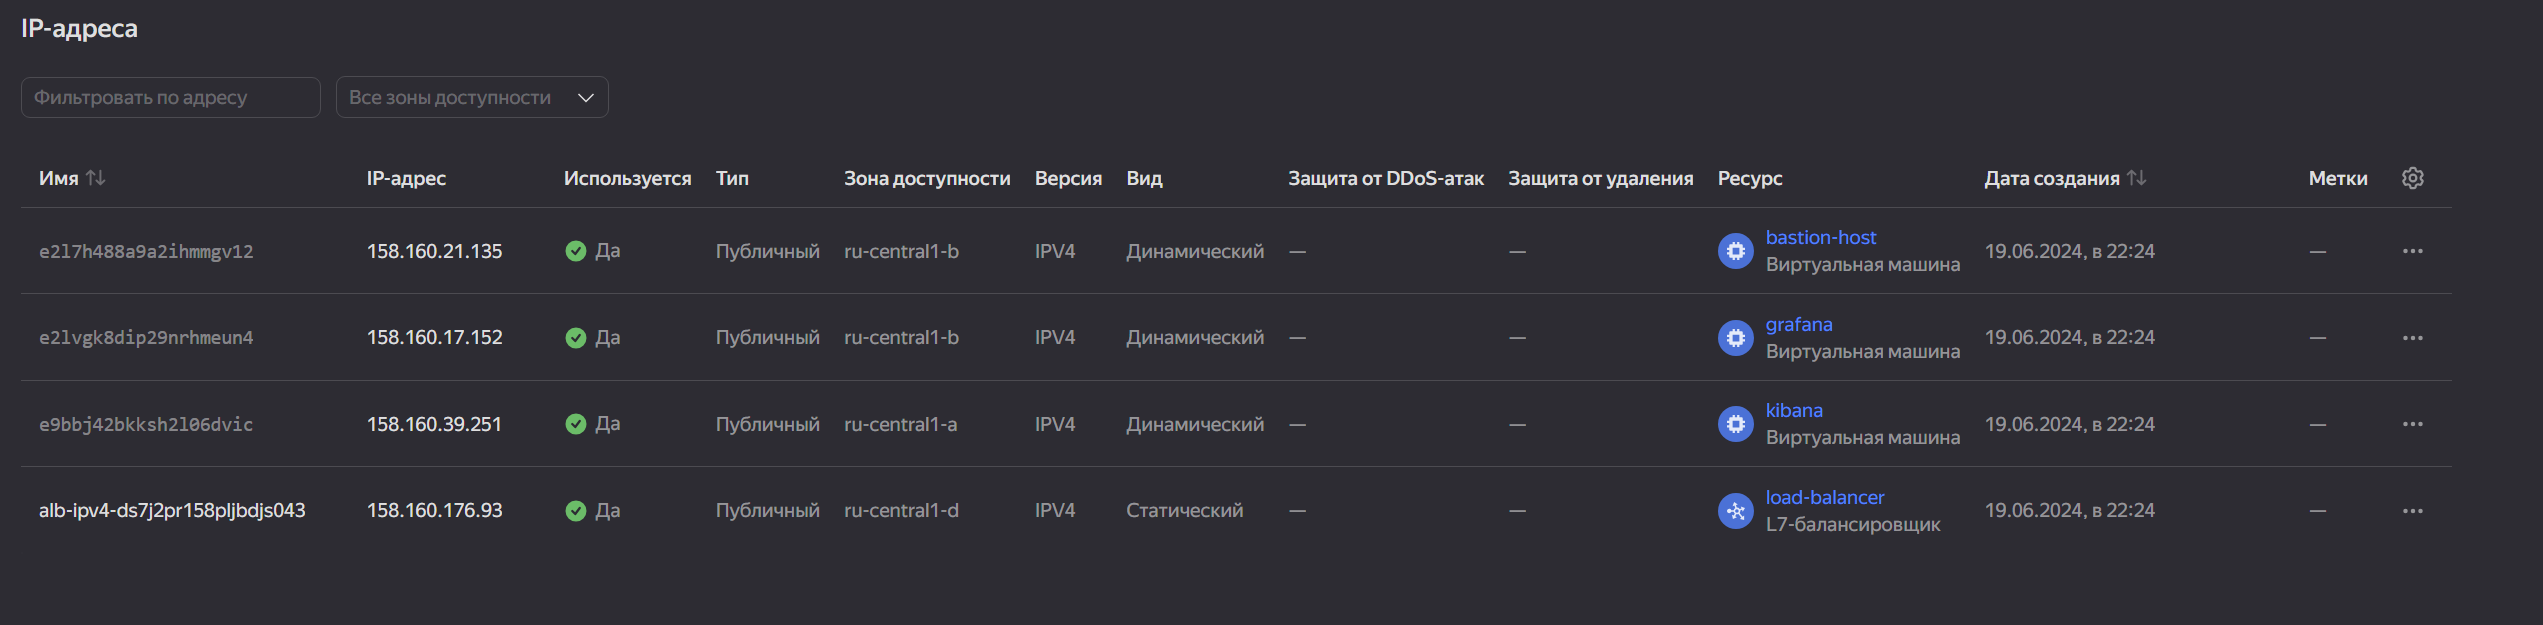 IP-адреса
Фильтровать по адресу Все зоны доступности
Имя IP-адрес Используется Тип Зона доступности Версия Вид Защита от DDoS-атак Защита от удаления Ресурс Дата создания Метки
e2l7h488a9a2ihmmgv12 158.160.21.135 Да Публичный ru-central1-b IPV4 Динамический — — bastion-host Виртуальная машина 19.06.2024, в 22:24 —
e2lvgk8dip29nrhmeun4 158.160.17.152 Да Публичный ru-central1-b IPV4 Динамический — — grafana Виртуальная машина 19.06.2024, в 22:24 —
e9bbj42bkksh2l06dvic 158.160.39.251 Да Публичный ru-central1-a IPV4 Динамический — — kibana Виртуальная машина 19.06.2024, в 22:24 —
alb-ipv4-ds7j2pr158pljbdjs043 158.160.176.93 Да Публичный ru-central1-d IPV4 Статический — — load-balancer L7-балансировщик 19.06.2024, в 22:24 —